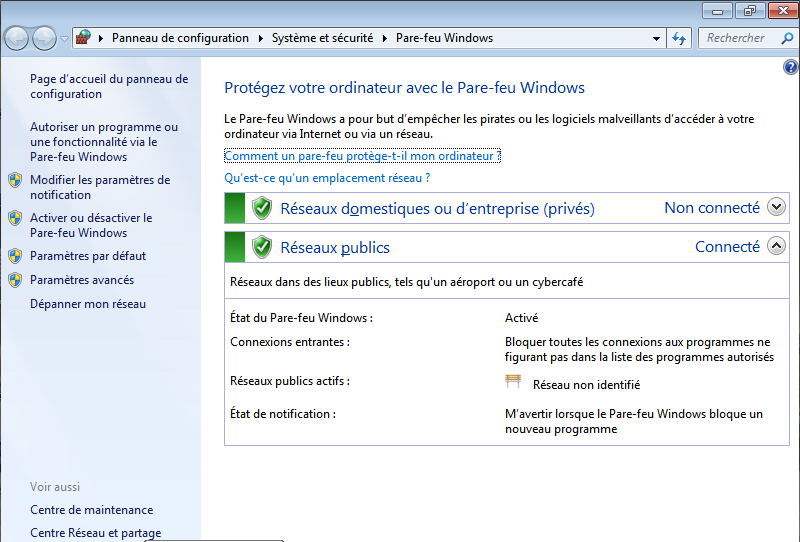 Panneau de configuration Système et sécurité Pare-feu Windows
Rechercher
Page d'accueil du panneau de
configuration
Autoriser un programme ou
une fonctionnalité via le
Pare-feu Windows
Modifier les paramètres de
notification
Activer ou désactiver le
Pare-feu Windows
Paramètres par défaut
Paramètres avancés
Dépanner mon réseau
Voir aussi
Centre de maintenance
Centre Réseau et partage
Protégez votre ordinateur avec le Pare-feu Windows
Le Pare-feu Windows a pour but d'empêcher les pirates ou les logiciels malveillants d'accéder à votre
ordinateur via Internet ou via un réseau.
Comment un pare-feu protège-t-il mon ordinateur ?
Qu'est-ce qu'un emplacement réseau ?
Réseaux domestiques ou d'entreprise (privés) Non connecté
Réseaux publics Connecté
Réseaux dans des lieux publics, tels qu'un aéroport ou un cybercafé
État du Pare-feu Windows : Activé
Connexions entrantes : Bloquer toutes les connexions aux programmes ne
figurant pas dans la liste des programmes autorisés
Réseaux publics actifs : Réseau non identifié
État de notification : M'avertir lorsque le Pare-feu Windows bloque un
nouveau programme